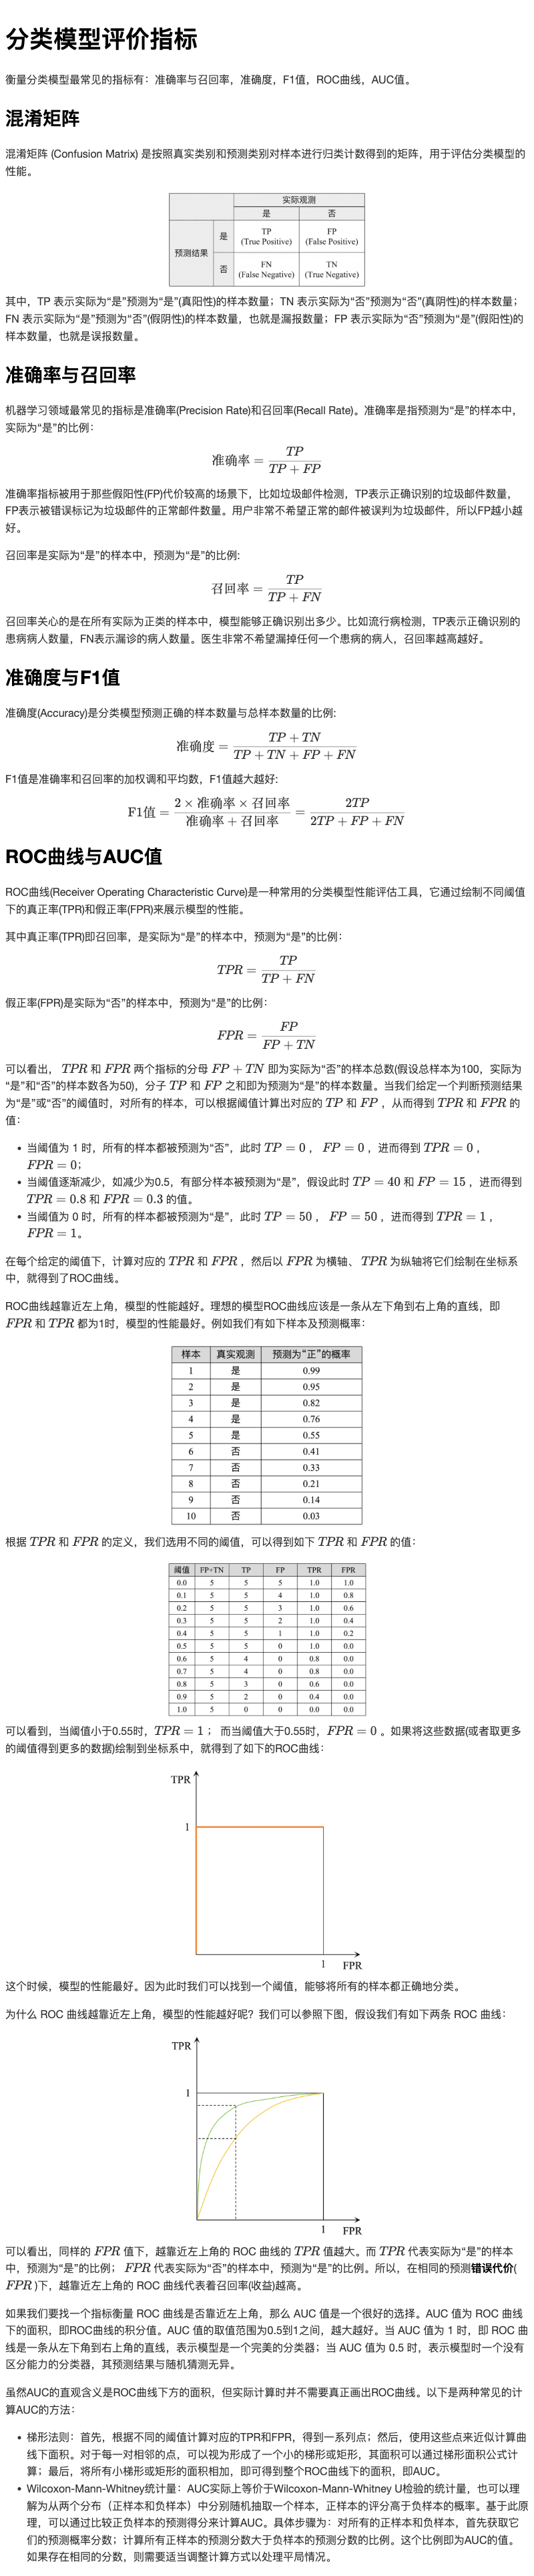 分类模型评价指标
衡量分类模型最常见的指标有：准确率与召回率，准确度，F1值，ROC曲线，AUC值。
混淆矩阵
混淆矩阵 (Confusion Matrix) 是按照真实类别和预测类别对样本进行归类计数得到的矩阵，用于评估分类模型的
性能。
实际观测
是 否
预测结果 是 TP (True Positive) FP (False Positive)
否 FN (False Negative) TN (True Negative)
其中，TP 表示实际为“是”预测为“是”(真阳性)的样本数量；TN 表示实际为“否”预测为“否”(真阴性)的样本数量；
FN 表示实际为“是”预测为“否”(假阴性)的样本数量，也就是漏报数量；FP 表示实际为“否”预测为“是”(假阳性)的
样本数量，也就是误报数量。
准确率与召回率
机器学习领域最常见的指标是准确率(Precision Rate)和召回率(Recall Rate)。准确率是指预测为“是”的样本中，
实际为“是”的比例：
准确率 = TP / (TP + FP)
准确率指标被用于那些假阳性(FP)代价较高的场景下，比如垃圾邮件检测，TP表示正确识别的垃圾邮件数量，
FP表示被错误标记为垃圾邮件的正常邮件数量。用户非常不希望正常的邮件被误判为垃圾邮件，所以FP越小越
好。
召回率是实际为“是”的样本中，预测为“是”的比例:
召回率 = TP / (TP + FN)
召回率关心的是在所有实际为正类的样本中，模型能够正确识别出多少。比如流行病检测，TP表示正确识别的
患病病人数量，FN表示漏诊的病人数量。医生非常不希望漏掉任何一个患病的病人，召回率越高越好。
准确度与F1值
准确度(Accuracy)是分类模型预测正确的样本数量与总样本数量的比例:
准确度 = (TP + TN) / (TP + TN + FP + FN)
F1值是准确率和召回率的加权调和平均数，F1值越大越好:
F1值 = (2 × 准确率 × 召回率) / (准确率 + 召回率) = 2TP / (2TP + FP + FN)
ROC曲线与AUC值
ROC曲线(Receiver Operating Characteristic Curve)是一种常用的分类模型性能评估工具，它通过绘制不同阈值
下的真正率(TPR)和假正率(FPR)来展示模型的性能。
其中真正率(TPR)即召回率，是实际为“是”的样本中，预测为“是”的比例：
TPR = TP / (TP + FN)
假正率(FPR)是实际为“否”的样本中，预测为“是”的比例：
FPR = FP / (FP + TN)
可以看出， TPR 和 FPR 两个指标的分母 FP + TN 即为实际为“否”的样本总数(假设总样本为100，实际为
“是”和“否”的样本数各为50)，分子 TP 和 FP 之和即为预测为“是”的样本数量。当我们给定一个判断预测结果
为“是”或“否”的阈值时，对所有的样本，可以根据阈值计算出对应的 TP 和 FP ，从而得到 TPR 和 FPR 的
值：
• 当阈值为 1 时，所有的样本都被预测为“否”，此时 TP = 0 ， FP = 0 ，进而得到 TPR = 0 ，
FPR = 0；
• 当阈值逐渐减少，如减少为0.5，有部分样本被预测为“是”，假设此时 TP = 40 和 FP = 15 ，进而得到
TPR = 0.8 和 FPR = 0.3 的值。
• 当阈值为 0 时，所有的样本都被预测为“是”，此时 TP = 50 ， FP = 50 ，进而得到 TPR = 1 ，
FPR = 1。
在每个给定的阈值下，计算对应的 TPR 和 FPR ，然后以 FPR 为横轴、 TPR 为纵轴将它们绘制在坐标系
中，就得到了ROC曲线。
ROC曲线越靠近左上角，模型的性能越好。理想的模型ROC曲线应该是一条从左下角到右上角的直线，即
FPR 和 TPR 都为1时，模型的性能最好。例如我们有如下样本及预测概率：
样本 真实观测 预测为“正”的概率
1 是 0.99
2 是 0.95
3 是 0.82
4 是 0.76
5 是 0.55
6 否 0.41
7 否 0.33
8 否 0.21
9 否 0.14
10 否 0.03
根据 TPR 和 FPR 的定义，我们选用不同的阈值，可以得到如下 TPR 和 FPR 的值：
阈值 FP+TN TP FP TPR FPR
0.0 5 5 5 1.0 1.0
0.1 5 5 4 1.0 0.8
0.2 5 5 3 1.0 0.6
0.3 5 5 2 1.0 0.4
0.4 5 5 1 1.0 0.2
0.5 5 5 0 1.0 0.0
0.6 5 4 0 0.8 0.0
0.7 5 4 0 0.8 0.0
0.8 5 3 0 0.6 0.0
0.9 5 2 0 0.4 0.0
1.0 5 0 0 0.0 0.0
可以看到，当阈值小于0.55时，TPR = 1； 而当阈值大于0.55时，FPR = 0 。如果将这些数据(或者取更多
的阈值得到更多的数据)绘制到坐标系中，就得到了如下的ROC曲线：
TPR
1
1 FPR
这个时候，模型的性能最好。因为此时我们可以找到一个阈值，能够将所有的样本都正确地分类。
为什么 ROC 曲线越靠近左上角，模型的性能越好呢？我们可以参照下图，假设我们有如下两条 ROC 曲线：
TPR
1
1 FPR
可以看出，同样的 FPR 值下，越靠近左上角的 ROC 曲线的 TPR 值越大。而 TPR 代表实际为“是”的样本
中，预测为“是”的比例； FPR 代表实际为“否”的样本中，预测为“是”的比例。所以，在相同的预测错误代价(
FPR )下，越靠近左上角的 ROC 曲线代表着召回率(收益)越高。
如果我们要找一个指标衡量 ROC 曲线是否靠近左上角，那么 AUC 值是一个很好的选择。AUC 值为 ROC 曲线
下的面积，即ROC曲线的积分值。AUC 值的取值范围为0.5到1之间，越大越好。当 AUC 值为 1 时，即 ROC 曲
线是一条从左下角到右上角的直线，表示模型是一个完美的分类器；当 AUC 值为 0.5 时，表示模型时一个没有
区分能力的分类器，其预测结果与随机猜测无异。
虽然AUC的直观含义是ROC曲线下方的面积，但实际计算时并不需要真正画出ROC曲线。以下是两种常见的计
算AUC的方法：
• 梯形法则：首先，根据不同的阈值计算对应的TPR和FPR，得到一系列点；然后，使用这些点来近似计算曲
线下面积。对于每一对相邻的点，可以视为形成了一个小的梯形或矩形，其面积可以通过梯形面积公式计
算；最后，将所有小梯形或矩形的面积相加，即可得到整个ROC曲线下的面积，即AUC。
• Wilcoxon-Mann-Whitney统计量：AUC实际上等价于Wilcoxon-Mann-Whitney U检验的统计量，也可以理
解为从两个分布（正样本和负样本）中分别随机抽取一个样本，正样本的评分高于负样本的概率。基于此原
理，可以通过比较正负样本的预测得分来计算AUC。具体步骤为：对所有的正样本和负样本，首先获取它
们的预测概率分数；计算所有正样本的预测分数大于负样本的预测分数的比例。这个比例即为AUC的值。
如果存在相同的分数，则需要适当调整计算方式以处理平局情况。